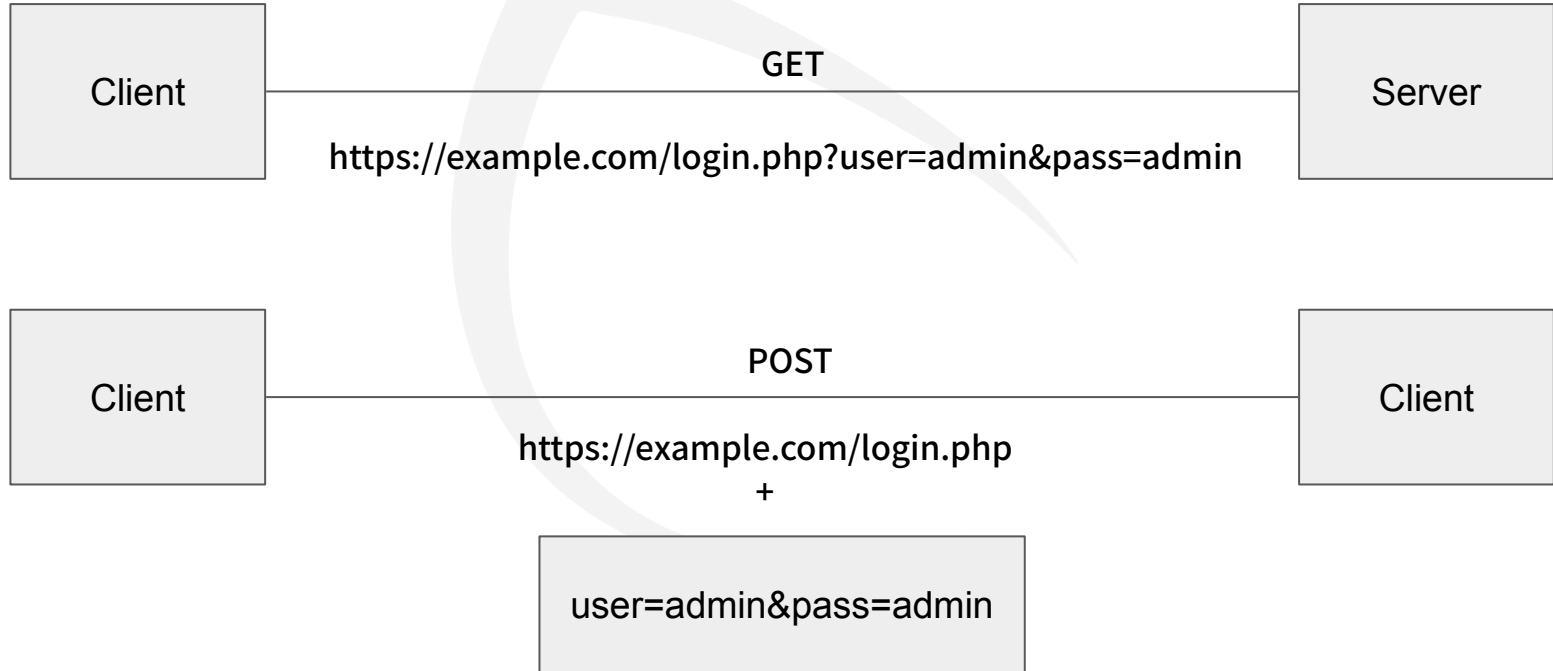 Client
GET
Server
https://example.com/login.php?user=admin&pass=admin
Client
POST
Client
https://example.com/login.php
+
user=admin&pass=admin